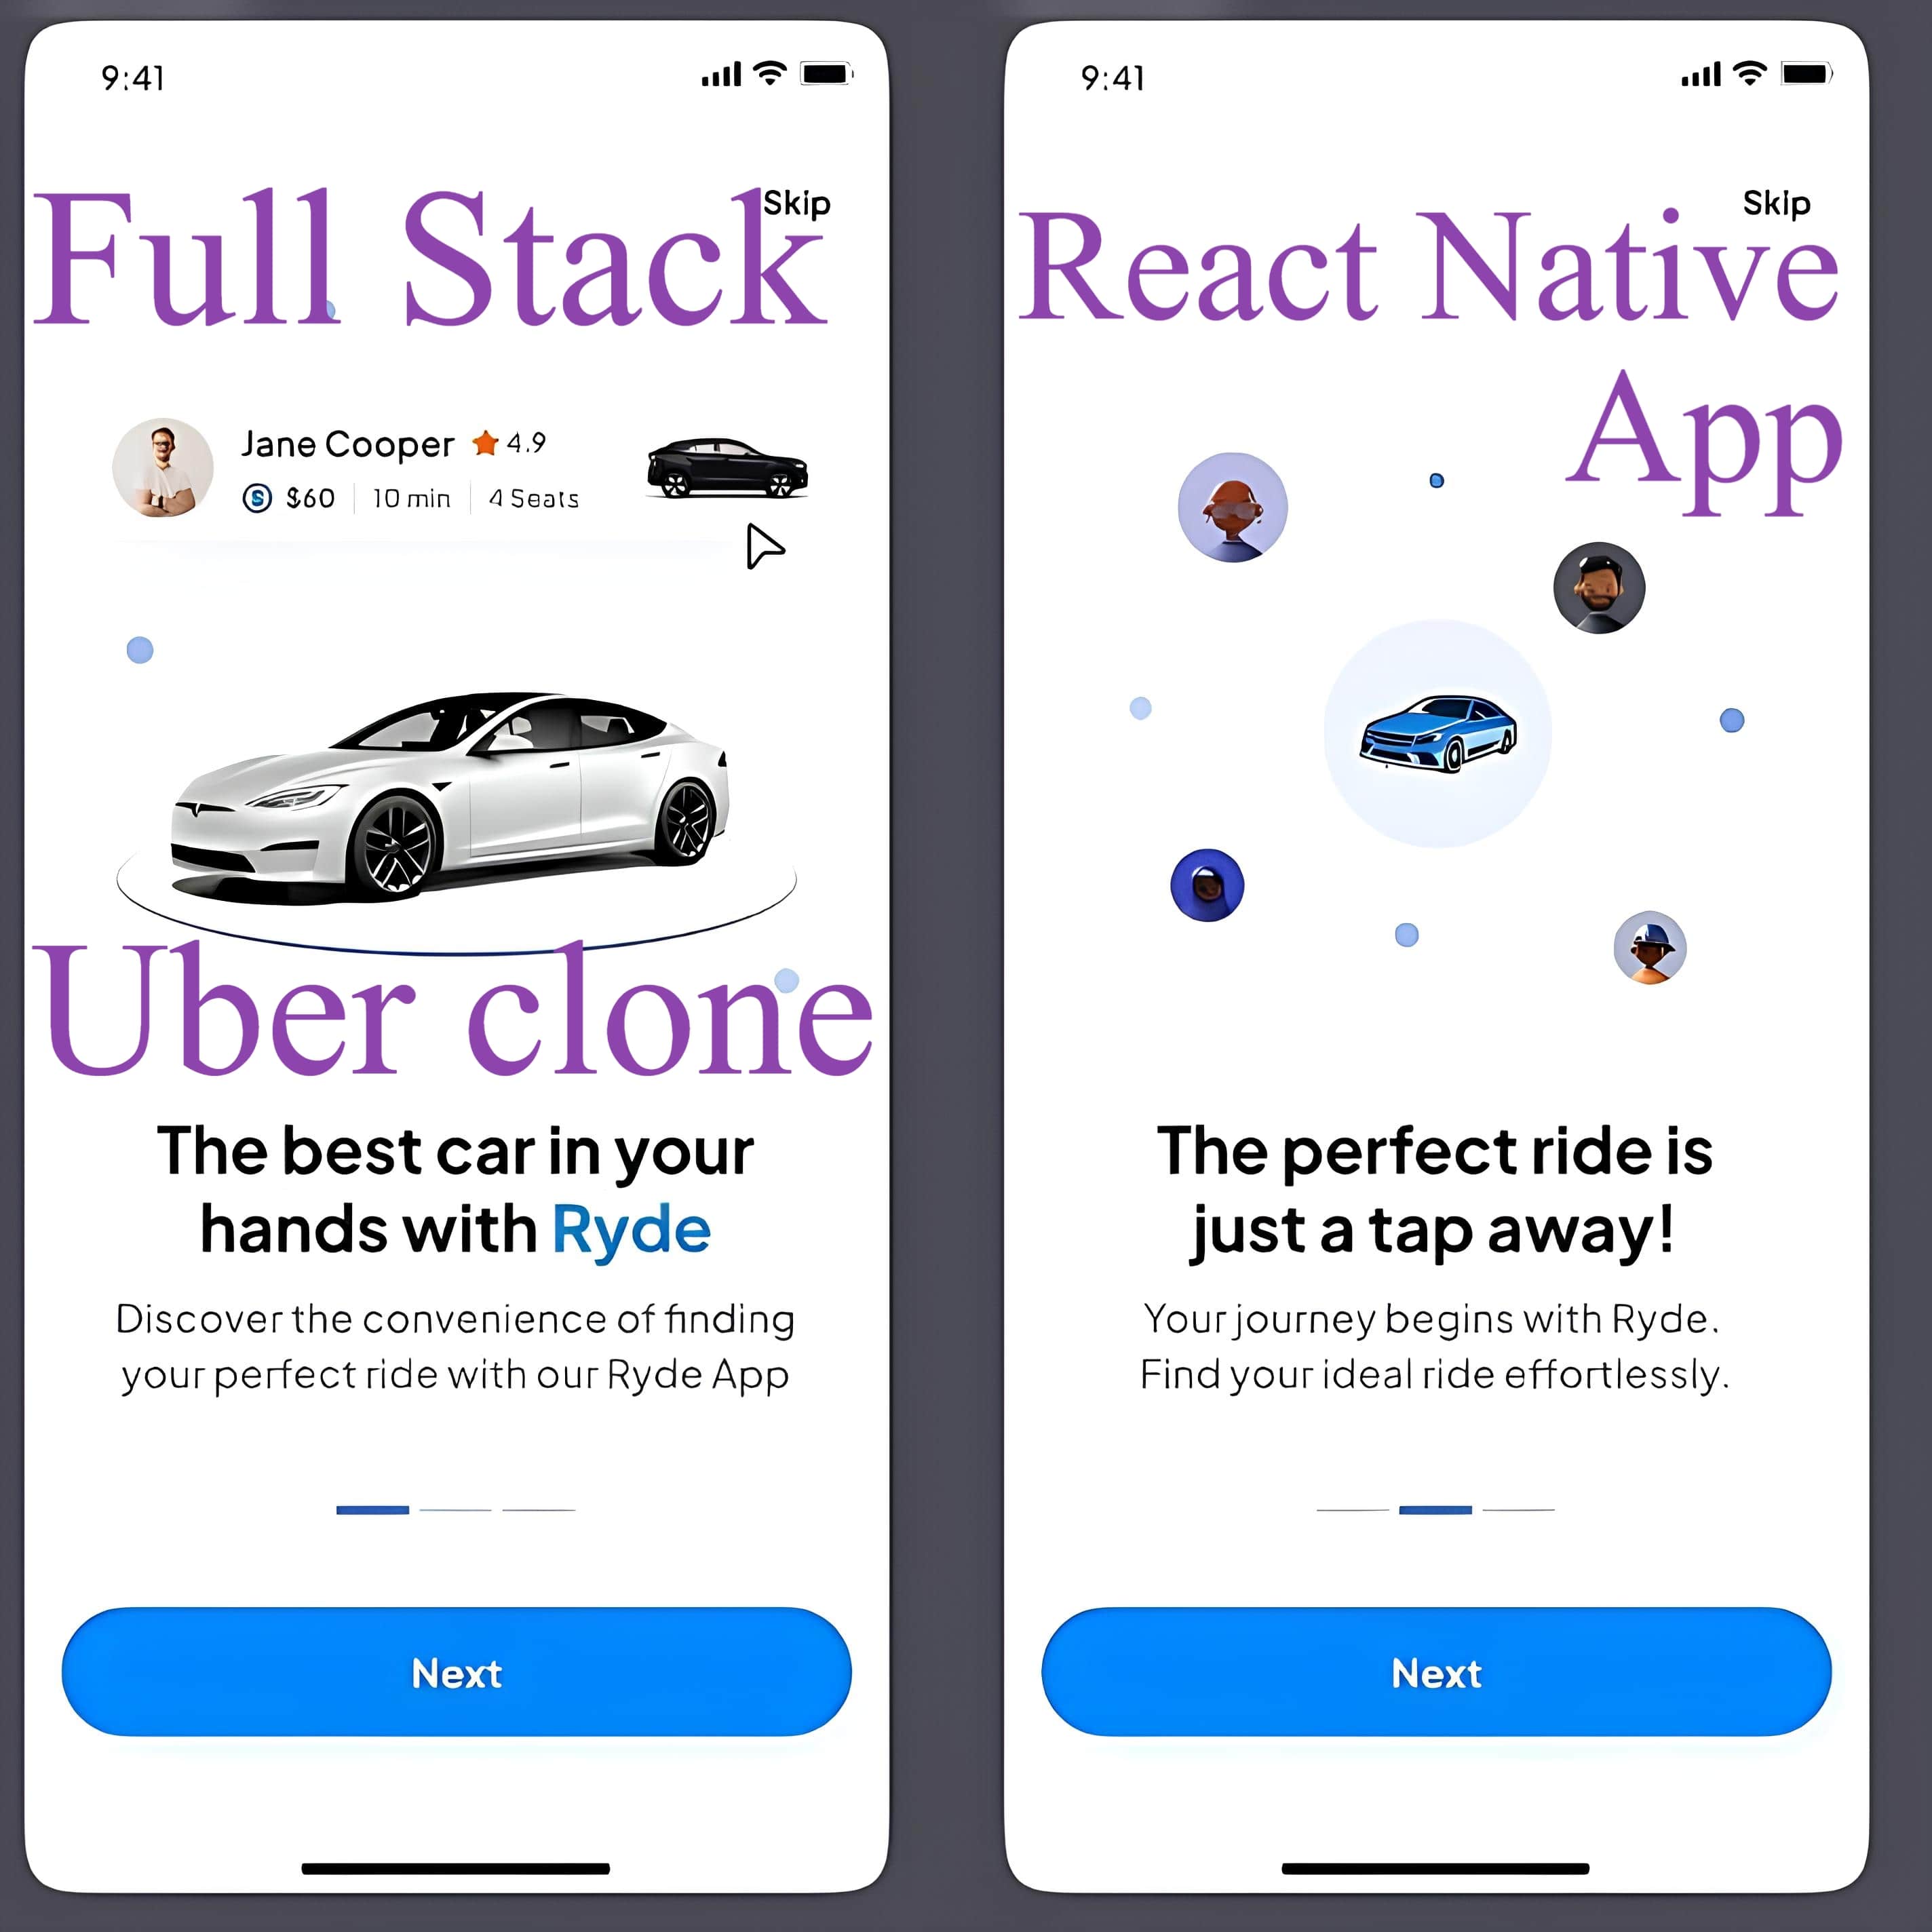 9:41
Skip
Full Stack
Jane Cooper 4.9
$60 10 min 4 Seats
Uber clone
The best car in your
hands with Ryde
Discover the convenience of finding
your perfect ride with our Ryde App
Next
9:41
Skip
React Native
App
The perfect ride is
just a tap away!
Your journey begins with Ryde.
Find your ideal ride effortlessly.
Next